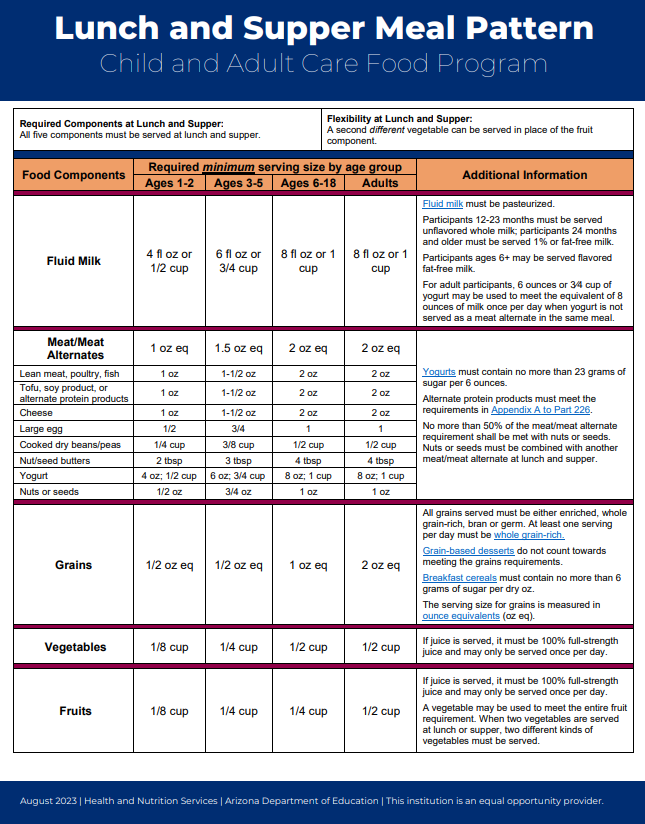 Lunch and Supper Meal Pattern
Child and Adult Care Food Program
Required Components at Lunch and Supper:
All five components must be served at lunch and supper.
Flexibility at Lunch and Supper:
A second different vegetable can be served in place of the fruit
component.
Food Components
Required minimum serving size by age group
Additional Information
Ages 1-2
Ages 3-5
Ages 6-18
Adults
Fluid Milk
4 fl oz or
1/2 cup
6 fl oz or
3/4 cup
8 fl oz or 1
cup
8 fl oz or 1
cup
Fluid milk must be pasteurized.
Participants 12-23 months must be served
unflavored whole milk; participants 24 months
and older must be served 1% or fat-free milk.
Participants ages 6+ may be served flavored
fat-free milk.
For adult participants, 6 ounces or 3⁄4 cup of
yogurt may be used to meet the equivalent of 8
ounces of milk once per day when yogurt is not
served as a meat alternate in the same meal.
Meat/Meat
Alternates
1 oz eq
1.5 oz eq
2 oz eq
2 oz eq
Lean meat, poultry, fish
1 oz
1-1/2 oz
2 oz
2 oz
Tofu, soy product, or
alternate protein products
1 oz
1-1/2 oz
2 oz
2 oz
Cheese
1 oz
1-1/2 oz
2 oz
2 oz
Large egg
1/2
3/4
1
1
Cooked dry beans/peas
1/4 cup
3/8 cup
1/2 cup
1/2 cup
Nut/seed butters
2 tbsp
3 tbsp
4 tbsp
4 tbsp
Yogurt
4 oz; 1/2 cup
6 oz; 3/4 cup
8 oz; 1 cup
8 oz; 1 cup
Nuts or seeds
1/2 oz
3/4 oz
1 oz
1 oz
Yogurts must contain no more than 23 grams of
sugar per 6 ounces.
Alternate protein products must meet the
requirements in Appendix A to Part 226.
No more than 50% of the meat/meat alternate
requirement shall be met with nuts or seeds.
Nuts or seeds must be combined with another
meat/meat alternate at lunch and supper.
Grains
1/2 oz eq
1/2 oz eq
1 oz eq
2 oz eq
All grains served must be either enriched, whole
grain-rich, bran or germ. At least one serving
per day must be whole grain-rich.
Grain-based desserts do not count towards
meeting the grains requirements.
Breakfast cereals must contain no more than 6
grams of sugar per dry oz.
The serving size for grains is measured in
ounce equivalents (oz eq).
Vegetables
1/8 cup
1/4 cup
1/2 cup
1/2 cup
If juice is served, it must be 100% full-strength
juice and may only be served once per day.
Fruits
1/8 cup
1/4 cup
1/4 cup
1/2 cup
If juice is served, it must be 100% full-strength
juice and may only be served once per day.
A vegetable may be used to meet the entire fruit
requirement. When two vegetables are served
at lunch or supper, two different kinds of
vegetables must be served.
August 2023 | Health and Nutrition Services | Arizona Department of Education | This institution is an equal opportunity provider.